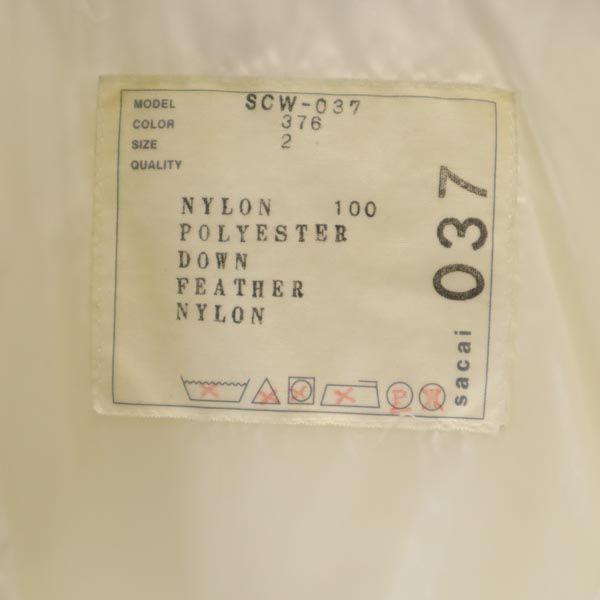 MODEL SCW-037
COLOR 376
SIZE 2
QUALITY
NYLON 100
POLYESTER
DOWN
FEATHER
NYLON
P
sacai 037